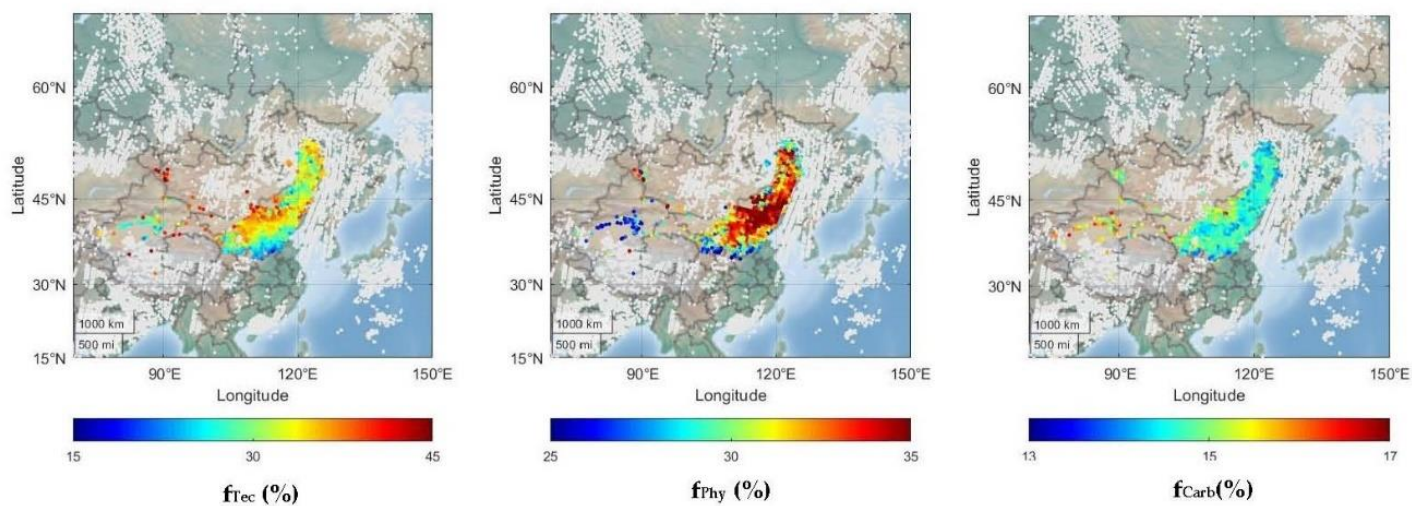 60°N
45°N
30°N
15°N
Latitude
1000 km
500 mi
90°E
120°E
150°E
Longitude
15
30
45
fTec (%)
60°N
45°N
30°N
15°N
Latitude
1000 km
500 mi
90°E
120°E
150°E
Longitude
25
30
35
fPhy (%)
60°N
45°N
30°N
Latitude
1000 km
500 mi
90°E
120°E
150°E
Longitude
13
15
17
fCarb(%)